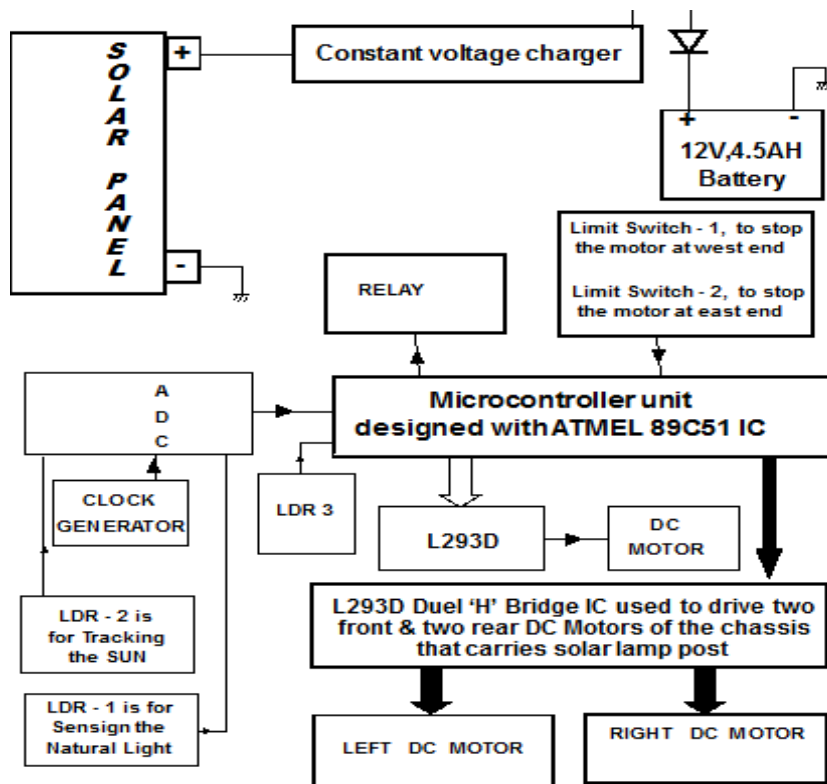 SOLAR PANEL
+
-
Constant voltage charger
+ -
12V,4.5AH
Battery
Limit Switch - 1, to stop
the motor at west end
Limit Switch - 2, to stop
the motor at east end
RELAY
A
D
C
Microcontroller unit
designed with ATMEL 89C51 IC
CLOCK
GENERATOR
LDR 3
L293D
DC
MOTOR
LDR - 2 is
for Tracking
the SUN
L293D Duel ‘H’ Bridge IC used to drive two
front & two rear DC Motors of the chassis
that carries solar lamp post
LDR - 1 is for
Sensign the
Natural Light
LEFT DC MOTOR
RIGHT DC MOTOR